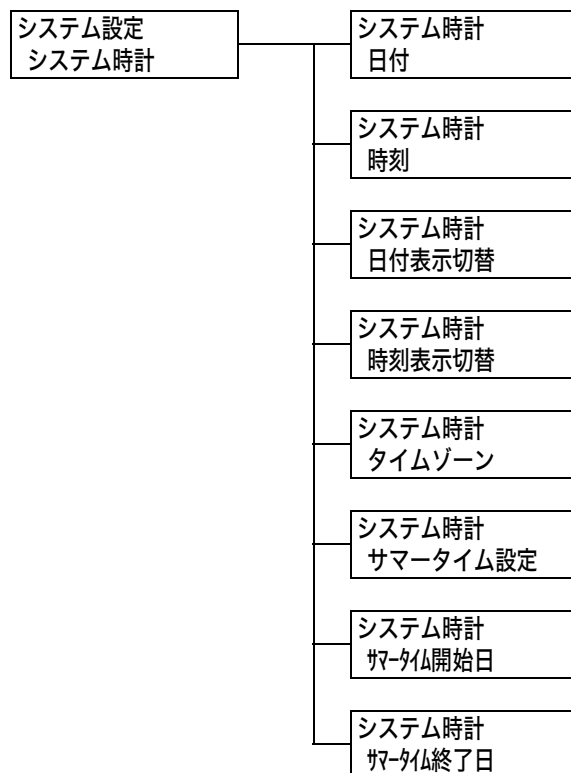 システム設定
システム時計
システム時計
日付
システム時計
時刻
システム時計
日付表示切替
システム時計
時刻表示切替
システム時計
タイムゾーン
システム時計
サマータイム設定
システム時計
ｻﾏｰﾀｲﾑ開始日
システム時計
ｻﾏｰﾀｲﾑ終了日